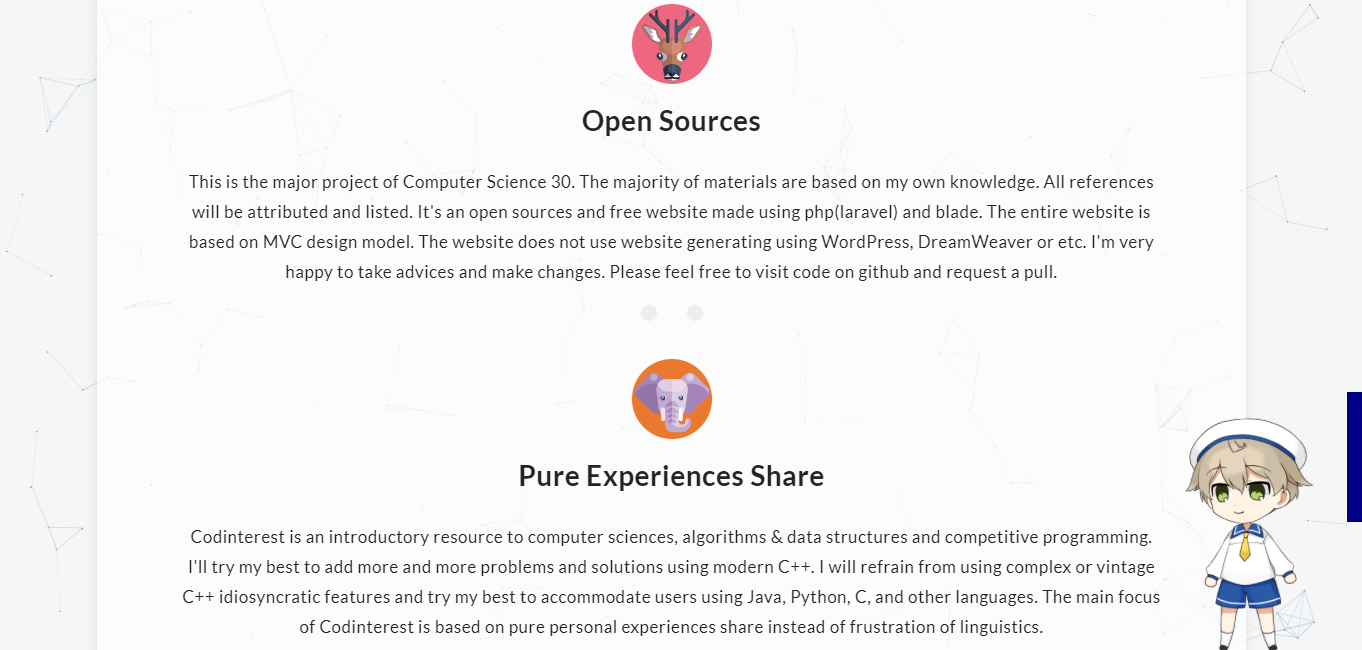 Open Sources
This is the major project of Computer Science 30. The majority of materials are based on my own knowledge. All references
will be attributed and listed. It's an open sources and free website made using php(laravel) and blade. The entire website is
based on MVC design model. The website does not use website generating using WordPress, DreamWeaver or etc. I'm very
happy to take advices and make changes. Please feel free to visit code on github and request a pull.
Pure Experiences Share
Codinterest is an introductory resource to computer sciences, algorithms & data structures and competitive programming.
I'll try my best to add more and more problems and solutions using modern C++. I will refrain from using complex or vintage
C++ idiosyncratic features and try my best to accommodate users using Java, Python, C, and other languages. The main focus
of Codinterest is based on pure personal experiences share instead of frustration of linguistics.